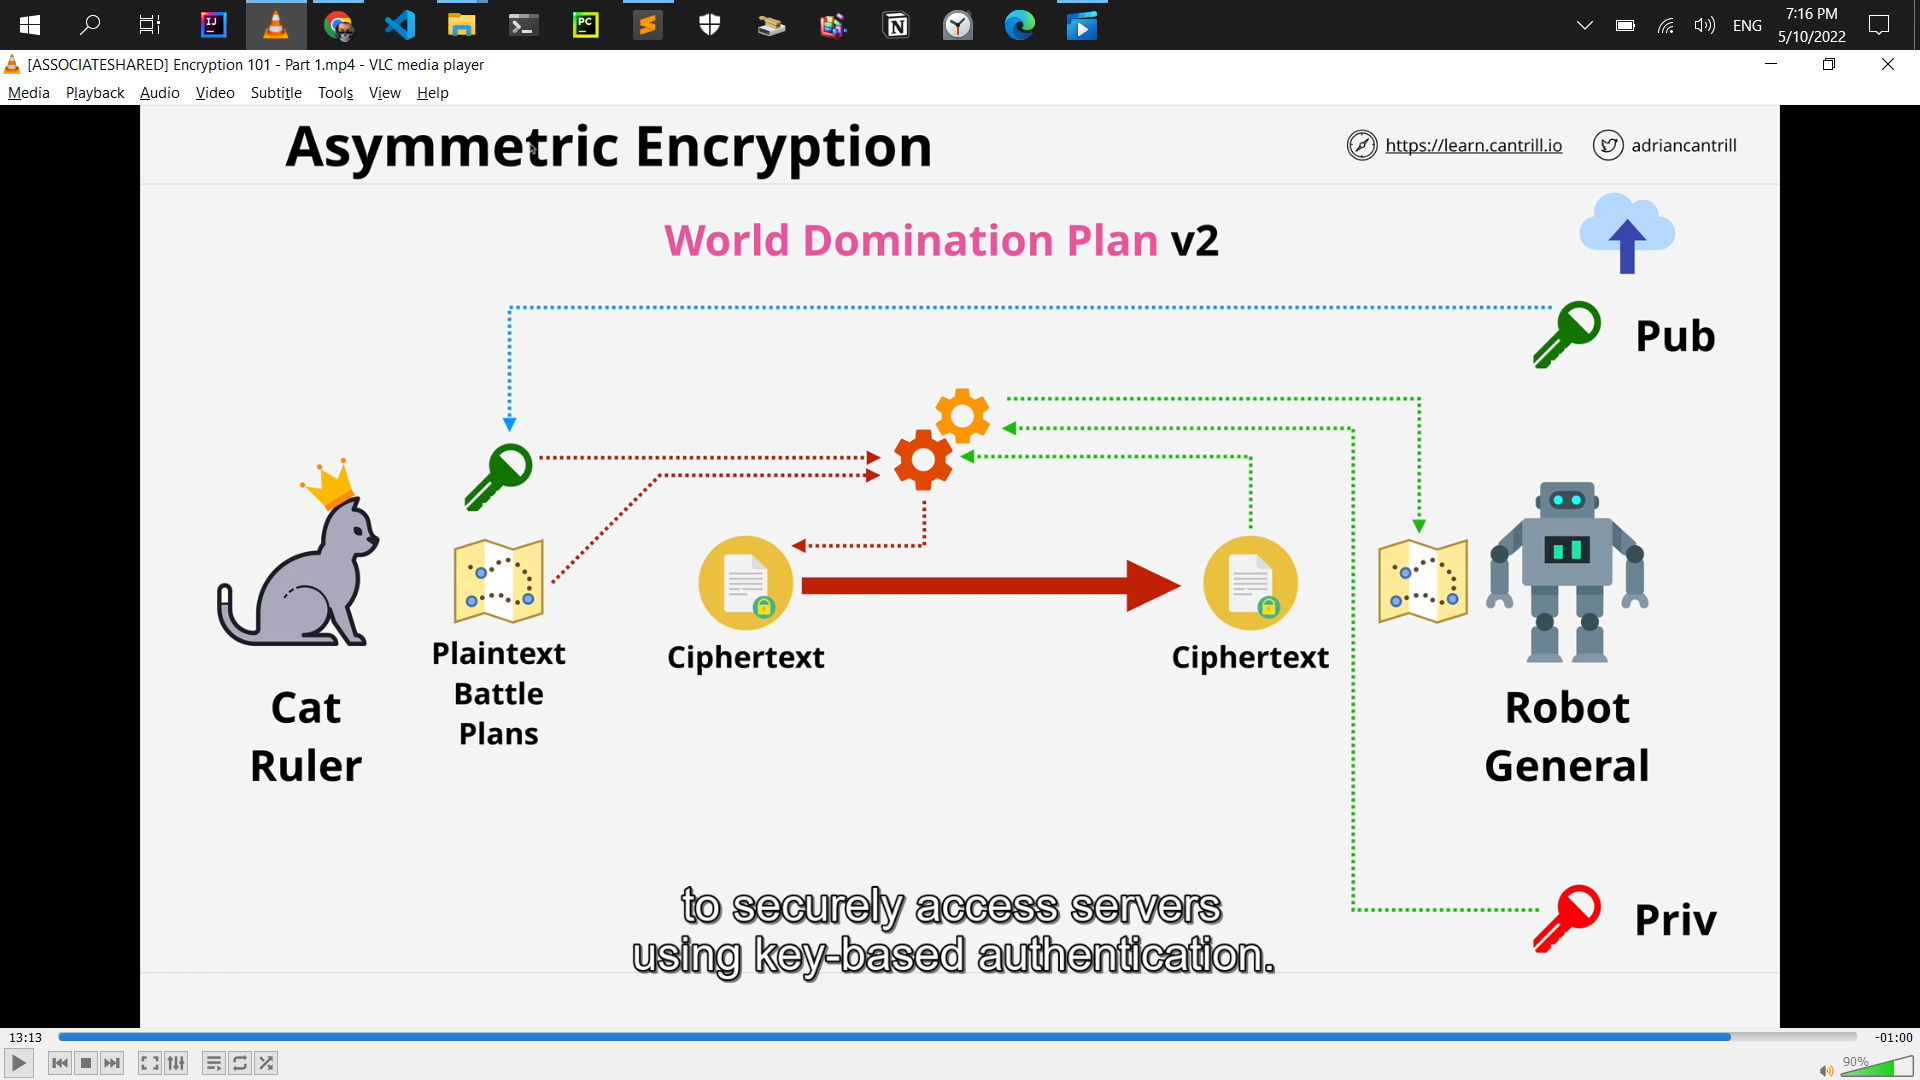 7:16 PM
ENG
5/10/2022
[ASSOCIATESHARED] Encryption 101 - Part 1.mp4 - VLC media player
Media Playback Audio Video Subtitle Tools View Help
Asymmetric Encryption
https://learn.cantrill.io
adriancantrill
World Domination Plan v2
Pub
Plaintext
Battle
Plans
Ciphertext
Ciphertext
Cat
Ruler
Robot
General
Priv
to securely access servers
using key-based authentication.
13:13
-01:00
90%